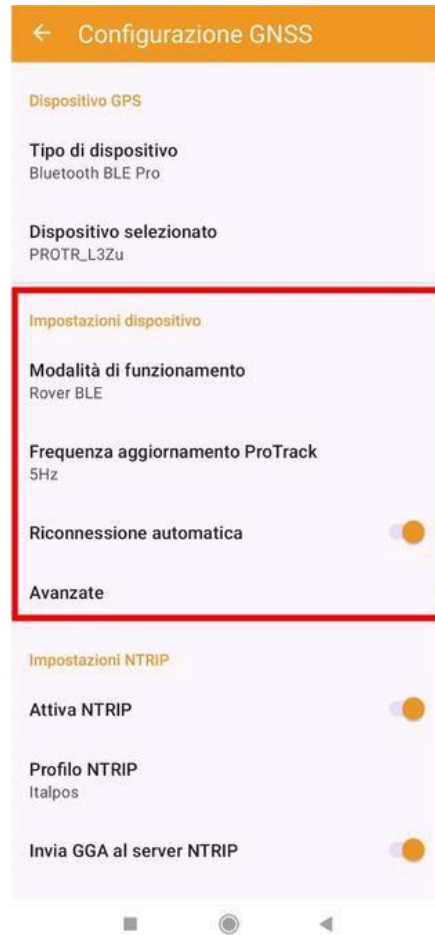 Configurazione GNSS
Dispositivo GPS
Tipo di dispositivo
Bluetooth BLE Pro
Dispositivo selezionato
PROTR_L3Zu
Impostazioni dispositivo
Modalità di funzionamento
Rover BLE
Frequenza aggiornamento ProTrack
5Hz
Riconnessione automatica
Avanzate
Impostazioni NTRIP
Attiva NTRIP
Profilo NTRIP
Italpos
Invia GGA al server NTRIP